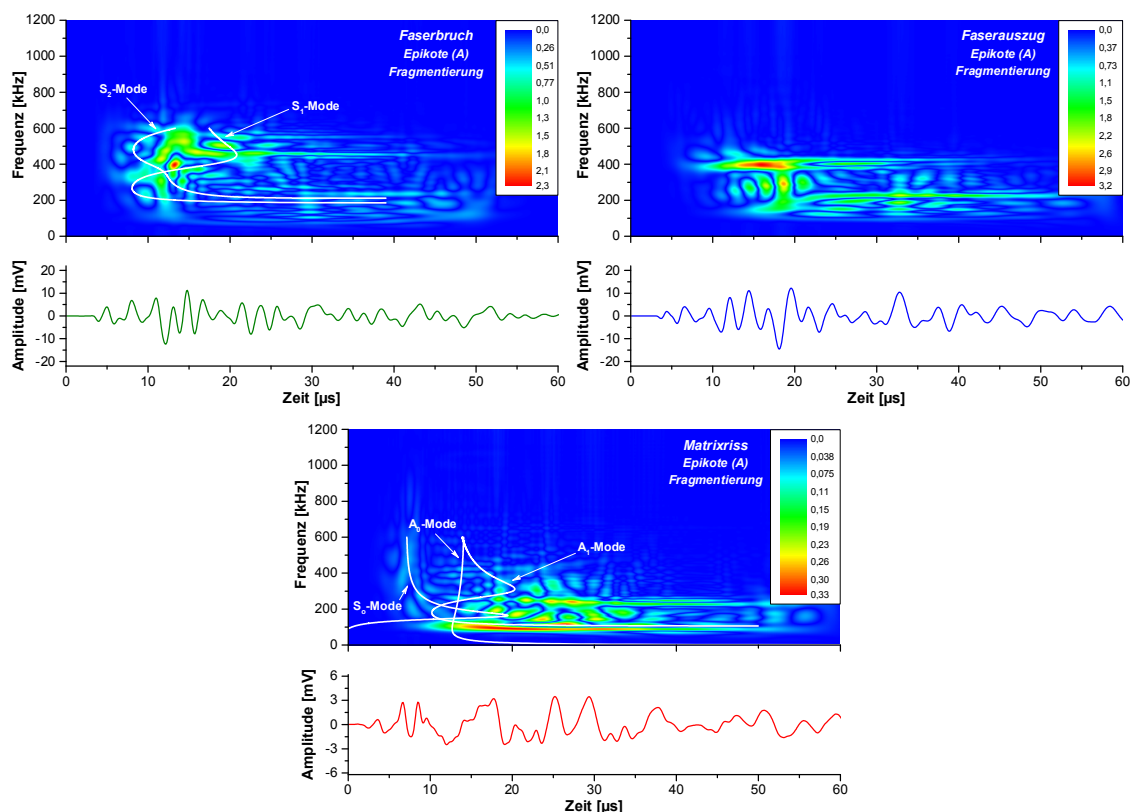 1200
1000
800
600
400
200
0
Frequenz [kHz]
Faserbruch
Epikote (A)
Fragmentierung
S2-Mode
S1-Mode
0,0
0,26
0,51
0,77
1,0
1,3
1,5
1,8
2,1
2,3
20
10
0
-10
-20
Amplitude [mV]
0 10 20 30 40 50 60
Zeit [µs]
1200
1000
800
600
400
200
0
Frequenz [kHz]
Faserauszug
Epikote (A)
Fragmentierung
0,0
0,37
0,73
1,1
1,5
1,8
2,2
2,6
2,9
3,2
20
10
0
-10
-20
Amplitude [mV]
0 10 20 30 40 50 60
Zeit [µs]
1200
1000
800
600
400
200
0
Frequenz [kHz]
Matrixriss
Epikote (A)
Fragmentierung
A0-Mode
A1-Mode
S0-Mode
0,0
0,038
0,075
0,11
0,15
0,19
0,23
0,26
0,30
0,33
6
3
0
-3
-6
Amplitude [mV]
0 10 20 30 40 50 60
Zeit [µs]